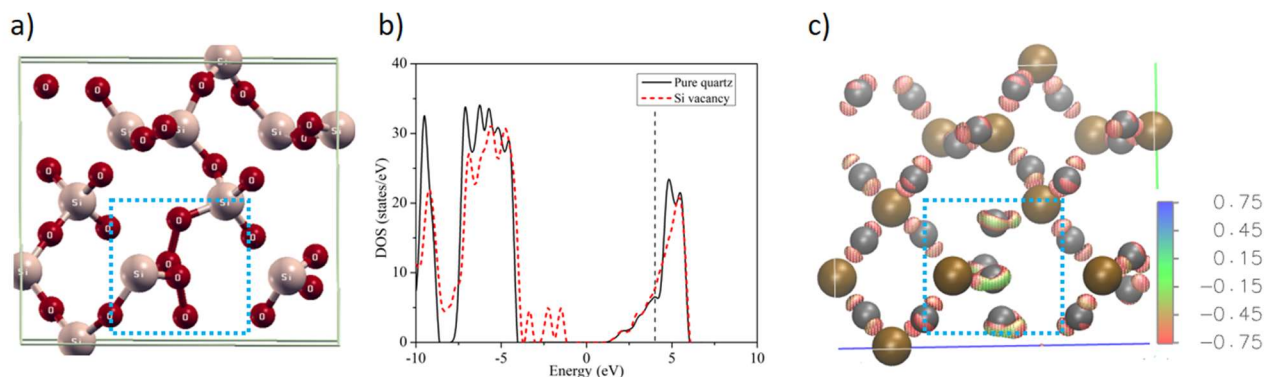 a)
b)
c)
Si
O
O
O
O
O
Si
O
Si
O
Si
O
Si
O
O
O
O
Si
O
Si
O
O
O
O
O
O
Si
Si
O
O
Si
O
O
O
O
O
Si
40
30
20
10
0
DOS (states/eV)
Pure quartz
Si vacancy
-10
-5
0
5
10
Energy (eV)
0.75
0.45
0.15
−0.15
−0.45
−0.75